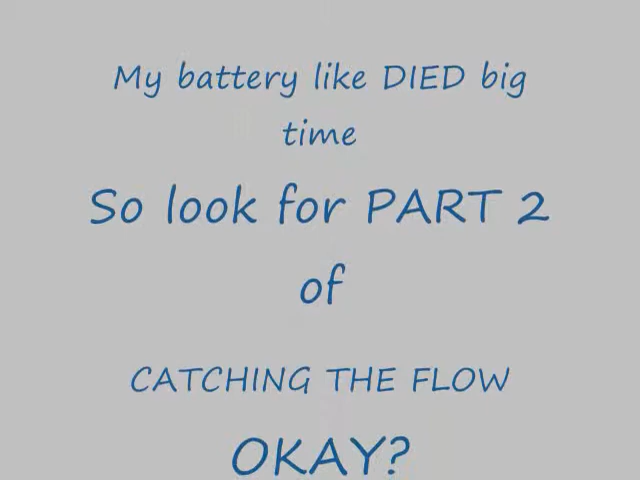 My battery like DIED big
time
So look for PART 2
of
CATCHING THE FLOW
OKAY?